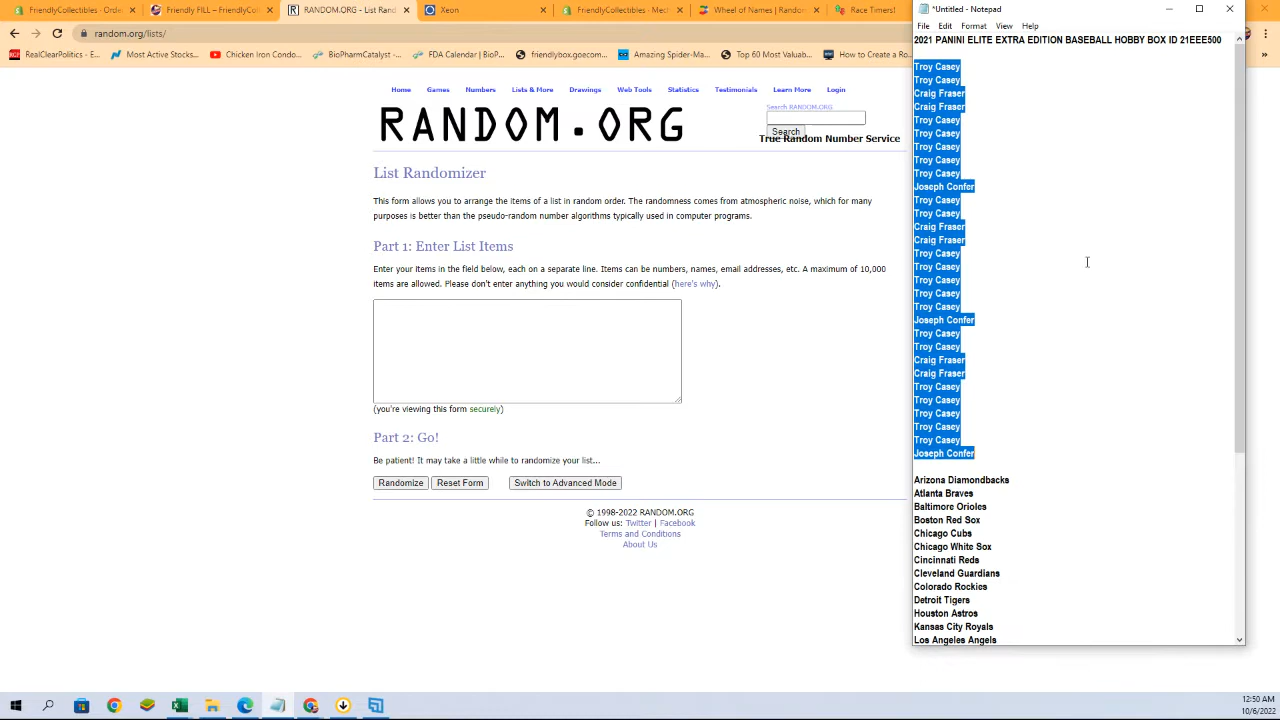 FriendlyCollectibles - Order
Friendly FILL – FriendlyColle
RANDOM.ORG - List Rand
Xeon
FriendlyCollectibles - Mech
Wheel of Names | Random
Race Timers!
random.org/lists/
RealClearPolitics
Most Active Stocks...
Chicken Iron Condo...
BioPharmCatalyst
FDA Calendar | BioP...
friendlybox.goecom...
Amazing Spider-Ma...
Top 60 Most Valuab...
How to Create a Ro
Home Games Numbers Lists & More Drawings Web Tools Statistics Testimonials Learn More Login
RANDOM.ORG
Search RANDOM.ORG
Search
True Random Number Service
List Randomizer
This form allows you to arrange the items of a list in random order. The randomness comes from atmospheric noise, which for many
purposes is better than the pseudo-random number algorithms typically used in computer programs.
Part 1: Enter List Items
Enter your items in the field below, each on a separate line. Items can be numbers, names, email addresses, etc. A maximum of 10,000
items are allowed. Please don't enter anything you would consider confidential (here's why).
(you're viewing this form securely)
Part 2: Go!
Be patient! It may take a little while to randomize your list...
Randomize Reset Form Switch to Advanced Mode
© 1998-2022 RANDOM.ORG
Follow us: Twitter | Facebook
Terms and Conditions
About Us
*Untitled - Notepad
File Edit Format View Help
2021 PANINI ELITE EXTRA EDITION BASEBALL HOBBY BOX ID 21EEE500
Troy Casey
Troy Casey
Craig Fraser
Craig Fraser
Troy Casey
Troy Casey
Troy Casey
Troy Casey
Troy Casey
Joseph Confer
Troy Casey
Troy Casey
Craig Fraser
Craig Fraser
Troy Casey
Troy Casey
Troy Casey
Troy Casey
Troy Casey
Joseph Confer
Troy Casey
Troy Casey
Craig Fraser
Craig Fraser
Troy Casey
Troy Casey
Troy Casey
Troy Casey
Troy Casey
Joseph Confer
Arizona Diamondbacks
Atlanta Braves
Baltimore Orioles
Boston Red Sox
Chicago Cubs
Chicago White Sox
Cincinnati Reds
Cleveland Guardians
Colorado Rockies
Detroit Tigers
Houston Astros
Kansas City Royals
Los Angeles Angels
12:50 AM
10/6/2022